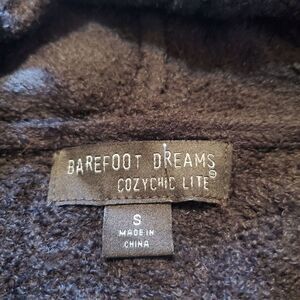 BAREFOOT DREAMS®
COZYCHIC LITE
S
MADE IN
CHINA